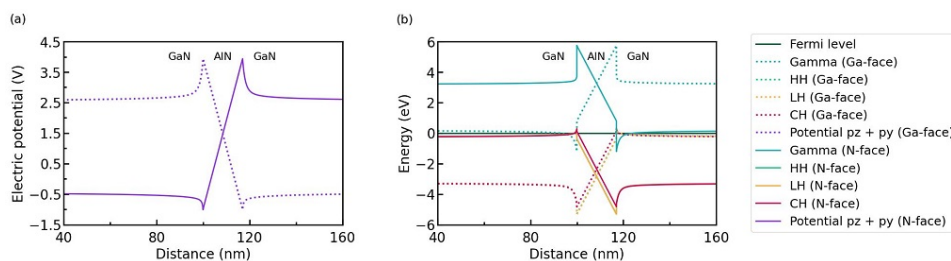 (a)
4.5
3.5
2.5
1.5
0.5
−0.5
−1.5
40
80
120
160
Electric potential (V)
Distance (nm)
GaN AlN GaN
(b)
6
4
2
0
−2
−4
−6
40
80
120
160
Energy (eV)
Distance (nm)
GaN AlN GaN
Fermi level
Gamma (Ga-face)
HH (Ga-face)
LH (Ga-face)
CH (Ga-face)
Potential pz + py (Ga-face)
Gamma (N-face)
HH (N-face)
LH (N-face)
CH (N-face)
Potential pz + py (N-face)